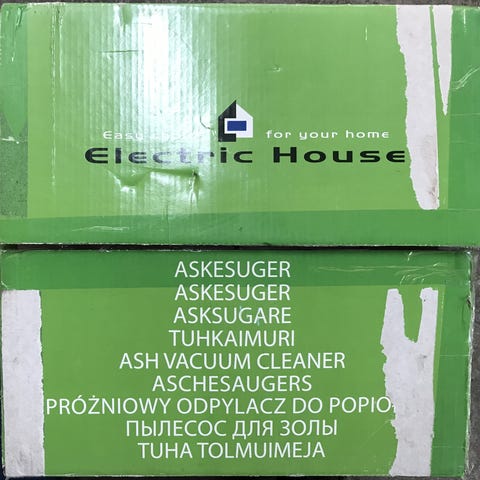 Easy for your home
Electric House
ASKESUGER
ASKESUGER
ASKSUGARE
TUHKAIMURI
ASH VACUUM CLEANER
ASCHESAUGERS
PRÓŻNIOWY ODPYLACZ DO POPIO
ПЫЛЕСОС ДЛЯ ЗОЛЫ
TUHA TOLMUIMEJA